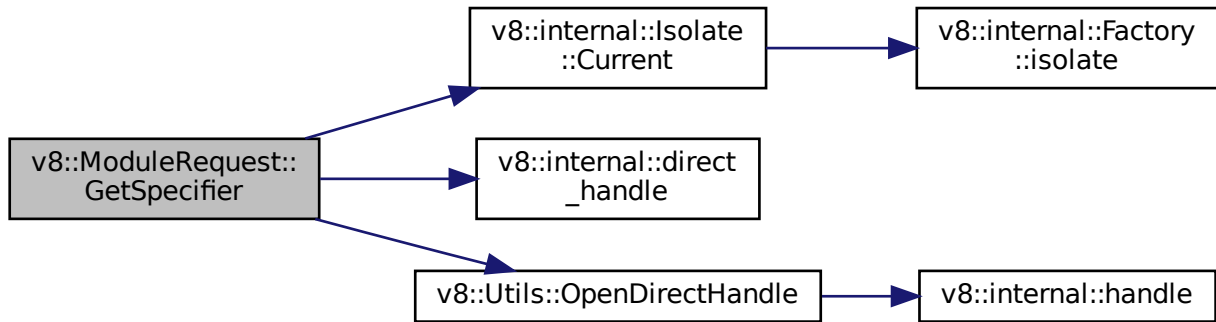 v8::internal::Isolate
::Current
v8::internal::Factory
::isolate
v8::ModuleRequest::
GetSpecifier
v8::internal::direct
_handle
v8::Utils::OpenDirectHandle
v8::internal::handle